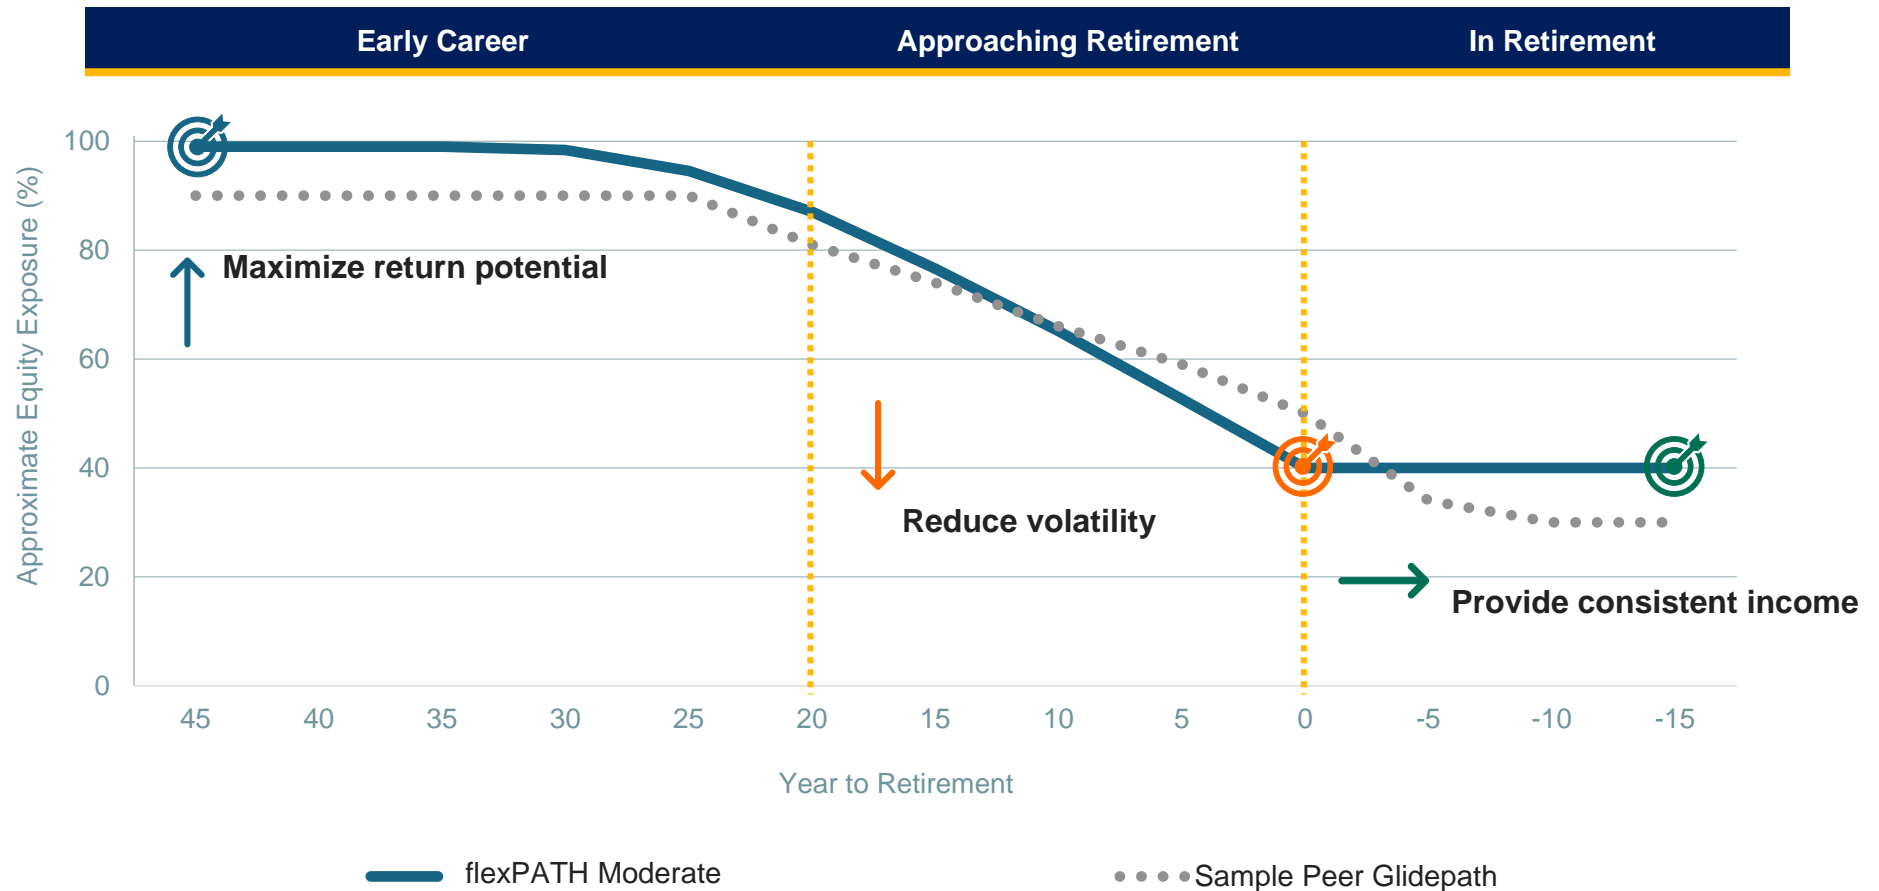 Early Career
Approaching Retirement
In Retirement
Approximate Equity Exposure (%)
100
80
60
40
20
0
Maximize return potential
Reduce volatility
Provide consistent income
45 40 35 30 25 20 15 10 5 0 -5 -10 -15
Year to Retirement
flexPATH Moderate
Sample Peer Glidepath